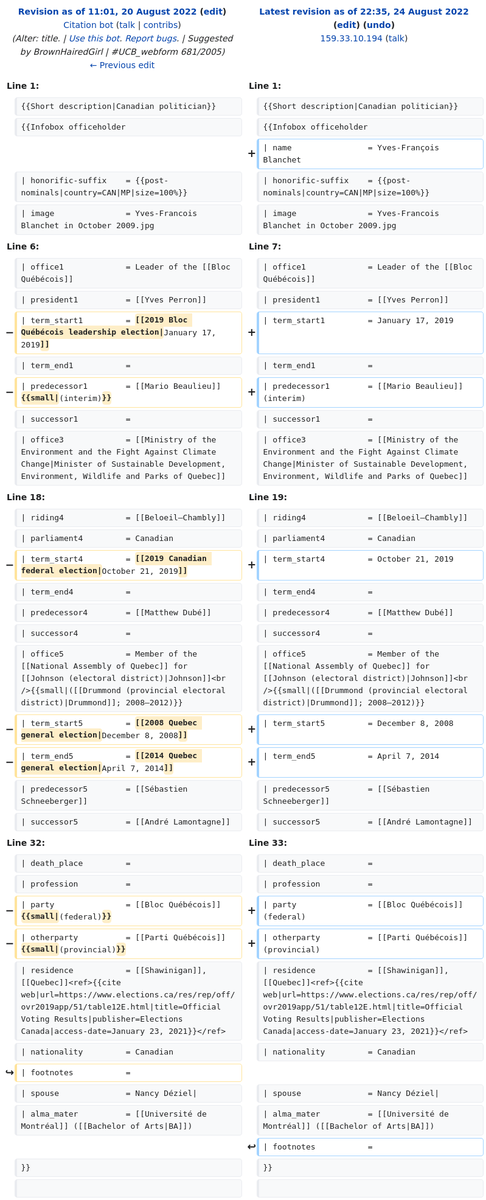 Revision as of 11:01, 20 August 2022 (edit)
Citation bot (talk | contribs)
(Alter: title. | Use this bot. Report bugs. | Suggested
by BrownHairedGirl | #UCB_webform 681/2005)
← Previous edit
Latest revision as of 22:35, 24 August 2022
(edit) (undo)
159.33.10.194 (talk)
Line 1:
Line 1:
{{Short description|Canadian politician}}
{{Short description|Canadian politician}}
{{Infobox officeholder
{{Infobox officeholder
+ | name = Yves-François
Blanchet
| honorific-suffix = {{post-
nominals|country=CAN|MP|size=100%}}
| honorific-suffix = {{post-
nominals|country=CAN|MP|size=100%}}
| image = Yves-Francois
Blanchet in October 2009.jpg
| image = Yves-Francois
Blanchet in October 2009.jpg
Line 6:
Line 7:
| office1 = Leader of the [[Bloc
Québécois]]
| office1 = Leader of the [[Bloc
Québécois]]
| president1 = [[Yves Perron]]
| president1 = [[Yves Perron]]
− | term_start1 = [[2019 Bloc
Québécois leadership election|January 17,
2019]]
+ | term_start1 = January 17, 2019
| term_end1 =
| term_end1 =
− | predecessor1 = [[Mario Beaulieu]]
{{small|(interim)}}
+ | predecessor1 = [[Mario Beaulieu]]
(interim)
| successor1 =
| successor1 =
| office3 = [[Ministry of the
Environment and the Fight Against Climate
Change|Minister of Sustainable Development,
Environment, Wildlife and Parks of Quebec]]
| office3 = [[Ministry of the
Environment and the Fight Against Climate
Change|Minister of Sustainable Development,
Environment, Wildlife and Parks of Quebec]]
Line 18:
Line 19:
| riding4 = [[Beloeil—Chambly]]
| riding4 = [[Beloeil—Chambly]]
| parliament4 = Canadian
| parliament4 = Canadian
− | term_start4 = [[2019 Canadian
federal election|October 21, 2019]]
+ | term_start4 = October 21, 2019
| term_end4 =
| term_end4 =
| predecessor4 = [[Matthew Dubé]]
| predecessor4 = [[Matthew Dubé]]
| successor4 =
| successor4 =
| office5 = Member of the
[[National Assembly of Quebec]] for
[[Johnson (electoral district)|Johnson]]<br
/>{{small|([[Drummond (provincial electoral
district)|Drummond]]; 2008–2012)}}
| office5 = Member of the
[[National Assembly of Quebec]] for
[[Johnson (electoral district)|Johnson]]<br
/>{{small|([[Drummond (provincial electoral
district)|Drummond]]; 2008–2012)}}
− | term_start5 = [[2008 Quebec
general election|December 8, 2008]]
+ | term_start5 = December 8, 2008
− | term_end5 = [[2014 Quebec
general election|April 7, 2014]]
+ | term_end5 = April 7, 2014
| predecessor5 = [[Sébastien
Schneeberger]]
| predecessor5 = [[Sébastien
Schneeberger]]
| successor5 = [[André Lamontagne]]
| successor5 = [[André Lamontagne]]
Line 32:
Line 33:
| death_place =
| death_place =
| profession =
| profession =
− | party = [[Bloc Québécois]]
{{small|(federal)}}
+ | party = [[Bloc Québécois]]
(federal)
− | otherparty = [[Parti Québécois]]
{{small|(provincial)}}
+ | otherparty = [[Parti Québécois]]
(provincial)
| residence = [[Shawinigan]],
[[Quebec]]<ref>{{cite
web|url=https://www.elections.ca/res/rep/off/
ovr2019app/51/table12E.html|title=Official
Voting Results|publisher=Elections
Canada|access-date=January 23, 2021}}</ref>
| residence = [[Shawinigan]],
[[Quebec]]<ref>{{cite
web|url=https://www.elections.ca/res/rep/off/
ovr2019app/51/table12E.html|title=Official
Voting Results|publisher=Elections
Canada|access-date=January 23, 2021}}</ref>
| nationality = Canadian
| nationality = Canadian
↪ | footnotes =
| spouse = Nancy Déziel|
| spouse = Nancy Déziel|
| alma_mater = [[Université de
Montréal]] ([[Bachelor of Arts|BA]])
| alma_mater = [[Université de
Montréal]] ([[Bachelor of Arts|BA]])
↩ | footnotes =
}}
}}